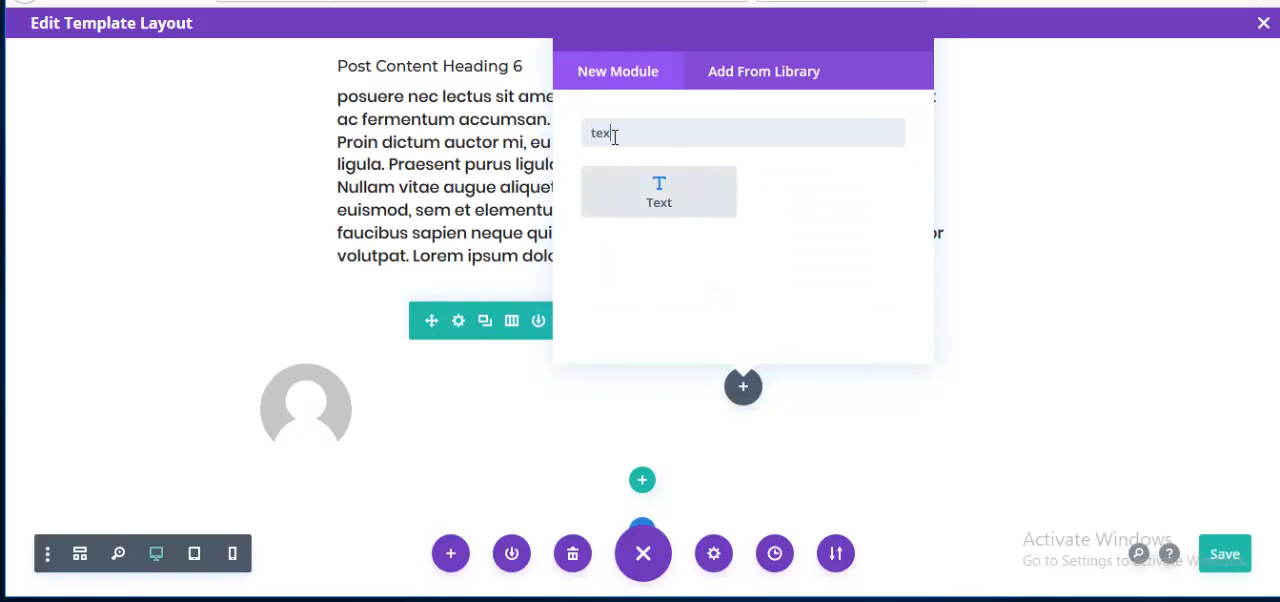 Edit Template Layout
Post Content Heading 6
New Module
Add From Library
posuere nec lectus sit ame
ac fermentum accumsan.
Proin dictum auctor mi, eu
ligula. Praesent purus ligul
Nullam vitae augue aliquet
euismod, sem et elementu
faucibus sapien neque qui
or
volutpat. Lorem ipsum dolo
tex
T
Text
Activate Windows
Go to Settings to activate W
Save